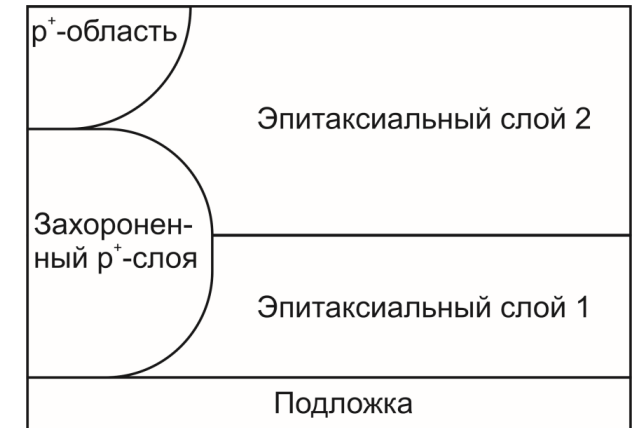 p⁺-область
Эпитаксиальный слой 2
Захоронен-
ный p⁺-слоя
Эпитаксиальный слой 1
Подложка